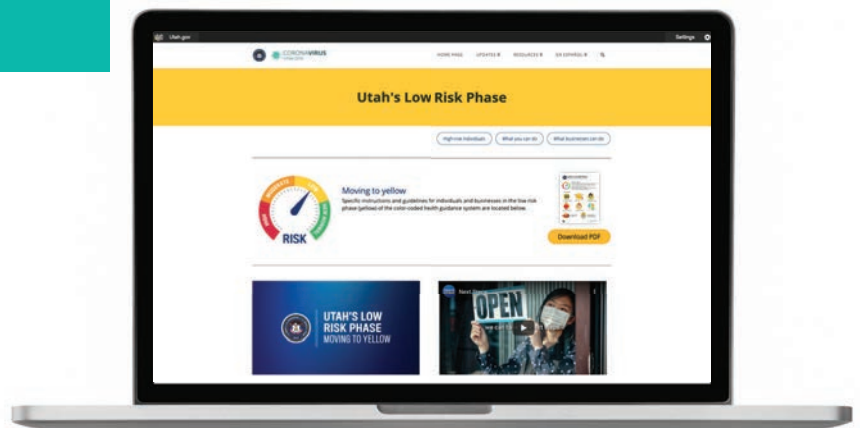 Utah.gov
Settings
CORONAVIRUS
HOME PAGE
UPDATES
RESOURCES
EN ESPAÑOL
Utah's Low Risk Phase
High-risk individuals
What you can do
What businesses can do
MODERATE
LOW
RISK
Moving to yellow
Specific instructions and guidelines for individuals and businesses in the low risk
phase (yellow) of the color-coded health guidance system are located below.
Download PDF
UTAH'S LOW
RISK PHASE
MOVING TO YELLOW
OPEN